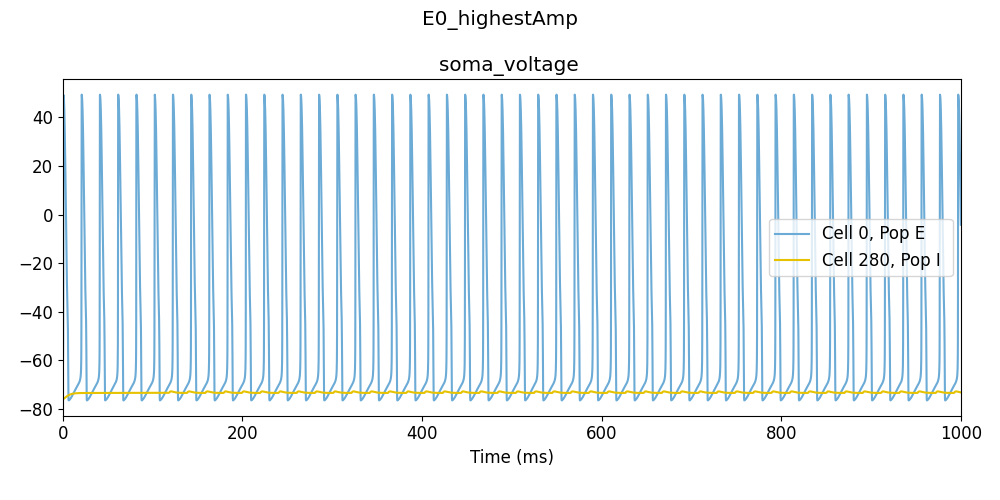 E0_highestAmp
soma_voltage
40
20
0
−20
−40
−60
−80
Cell 0, Pop E
Cell 280, Pop I
0 200 400 600 800 1000
Time (ms)